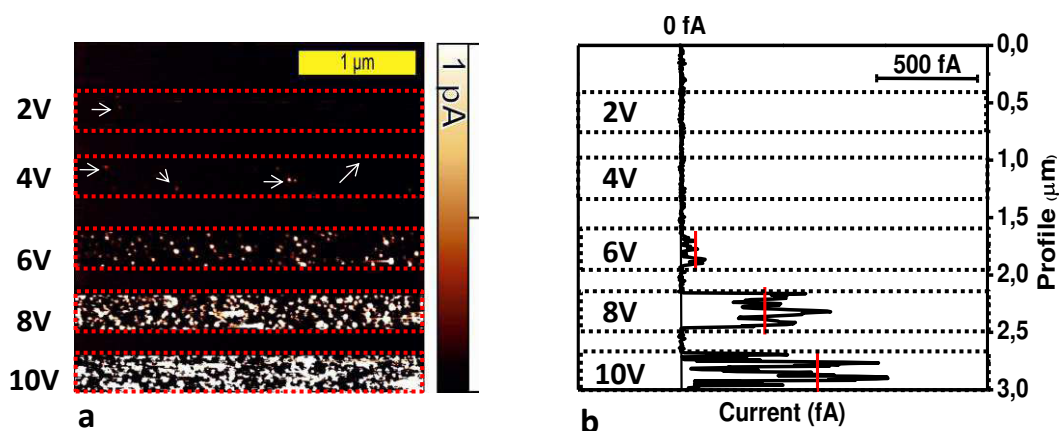 1 µm
2V
4V
6V
8V
10V
1 pA
a
0 fA
500 fA
2V
4V
6V
8V
10V
0,0
0,5
1,0
1,5
2,0
2,5
3,0
Profile (µm)
Current (fA)
b